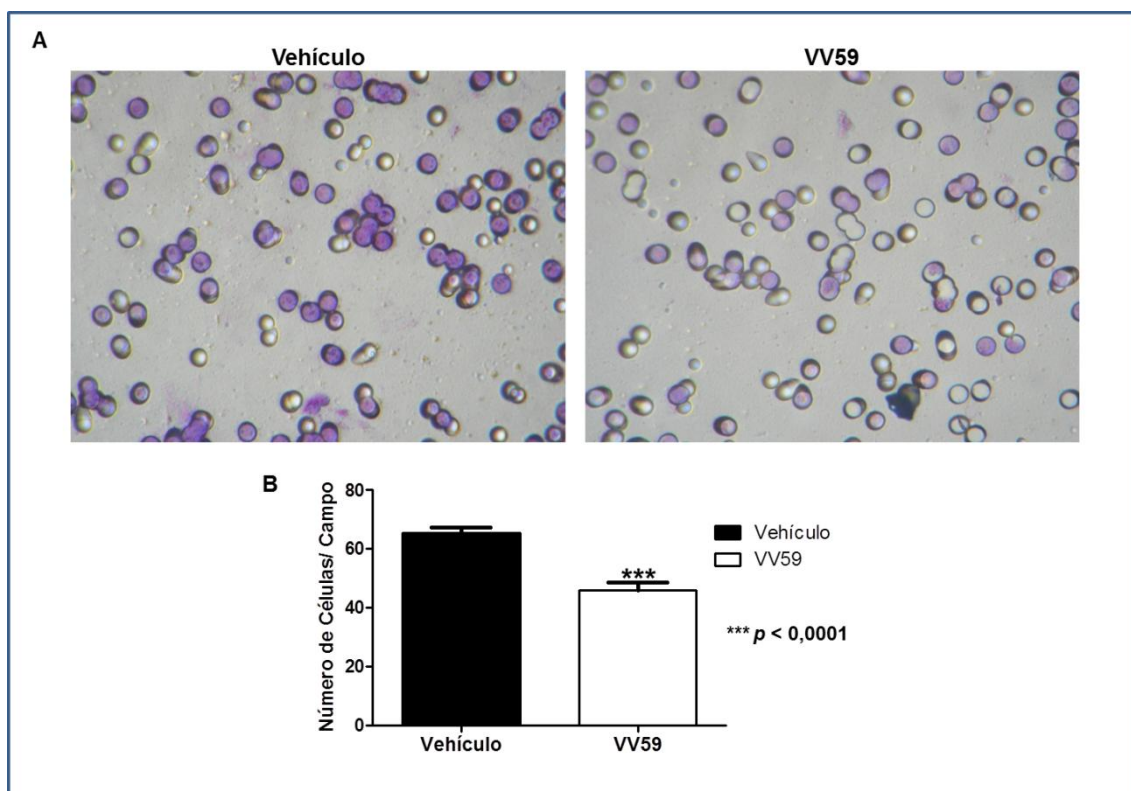 A
Vehículo
VV59
B
Número de Células/ Campo
80
60
40
20
0
***
Vehículo
VV59
Vehículo
VV59
*** p < 0,0001